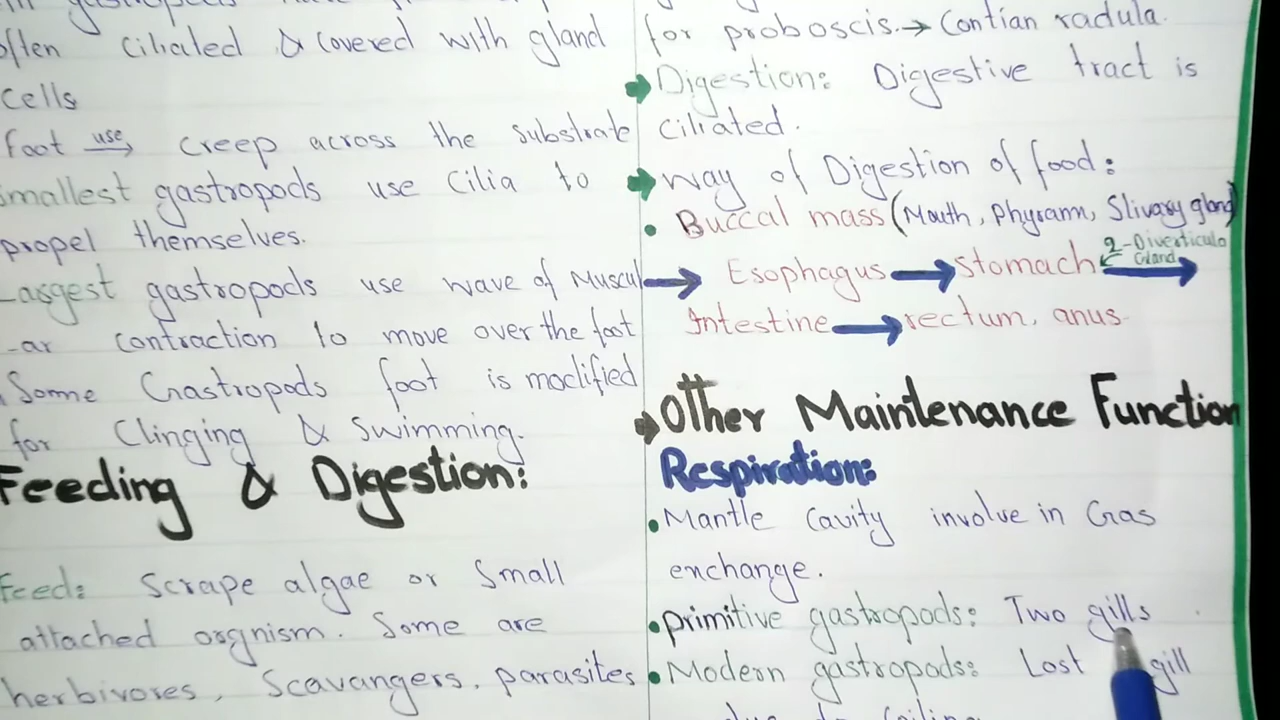 often ciliated & covered with gland
cells
foot use → creep across the substrate
smallest gastropods use Cilia to
propel themselves.
Largest gastropods use wave of Muscul
-ar contraction to move over the foot
Some Gastropods foot is modified
for Clinging & Swimming.
Feeding & Digestion:
Feed: Scrape algae or Small
attached orgnism. Some are
herbivores, Scavangers, parasites
for proboscis. → Contian radula.
Digestion: Digestive tract is
ciliated.
way of Digestion of food:
• Buccal mass (Mouth, Phyrann, Slivary gland)
→ Esophagus → stomach 2-Diverticula Gland →
Intestine → rectum, anus
Other Maintenance Function
Respiration:
• Mantle Cavity involve in Gas
exchange.
• primitive gastropods: Two gills
• Modern gastropods: Lost gill
due to Coiling